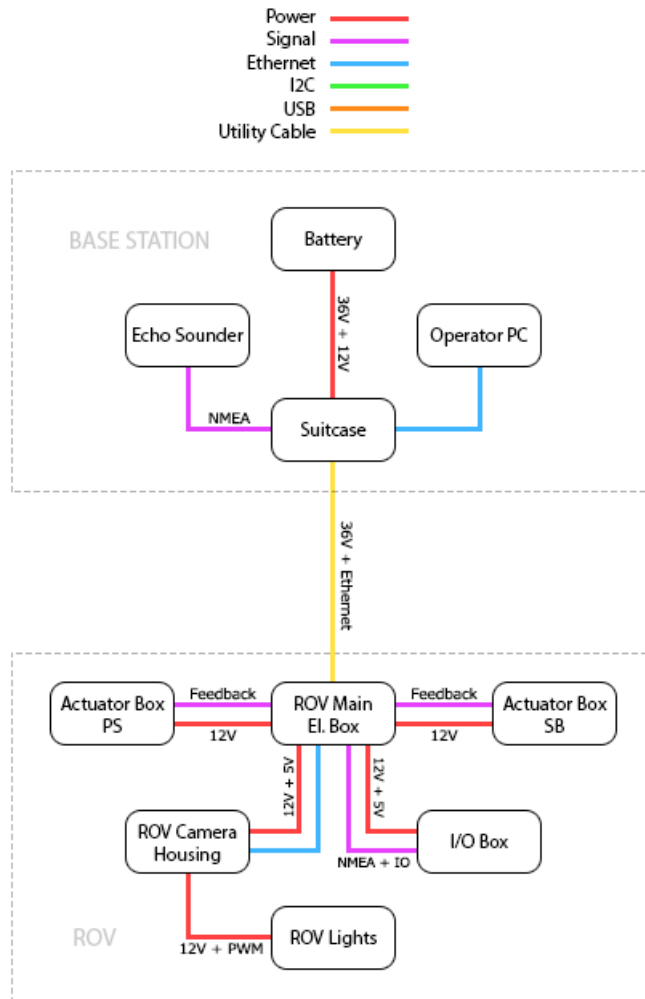 Power
Signal
Ethernet
I2C
USB
Utility Cable
BASE STATION
Battery
Echo Sounder
36V + 12V
Operator PC
NMEA
Suitcase
36V + Ethernet
Actuator Box
PS
Feedback
12V
ROV Main
El. Box
Feedback
12V
Actuator Box
SB
12V + 5V
12V + 5V
ROV Camera
Housing
I/O Box
NMEA + IO
ROV
12V + PWM
ROV Lights